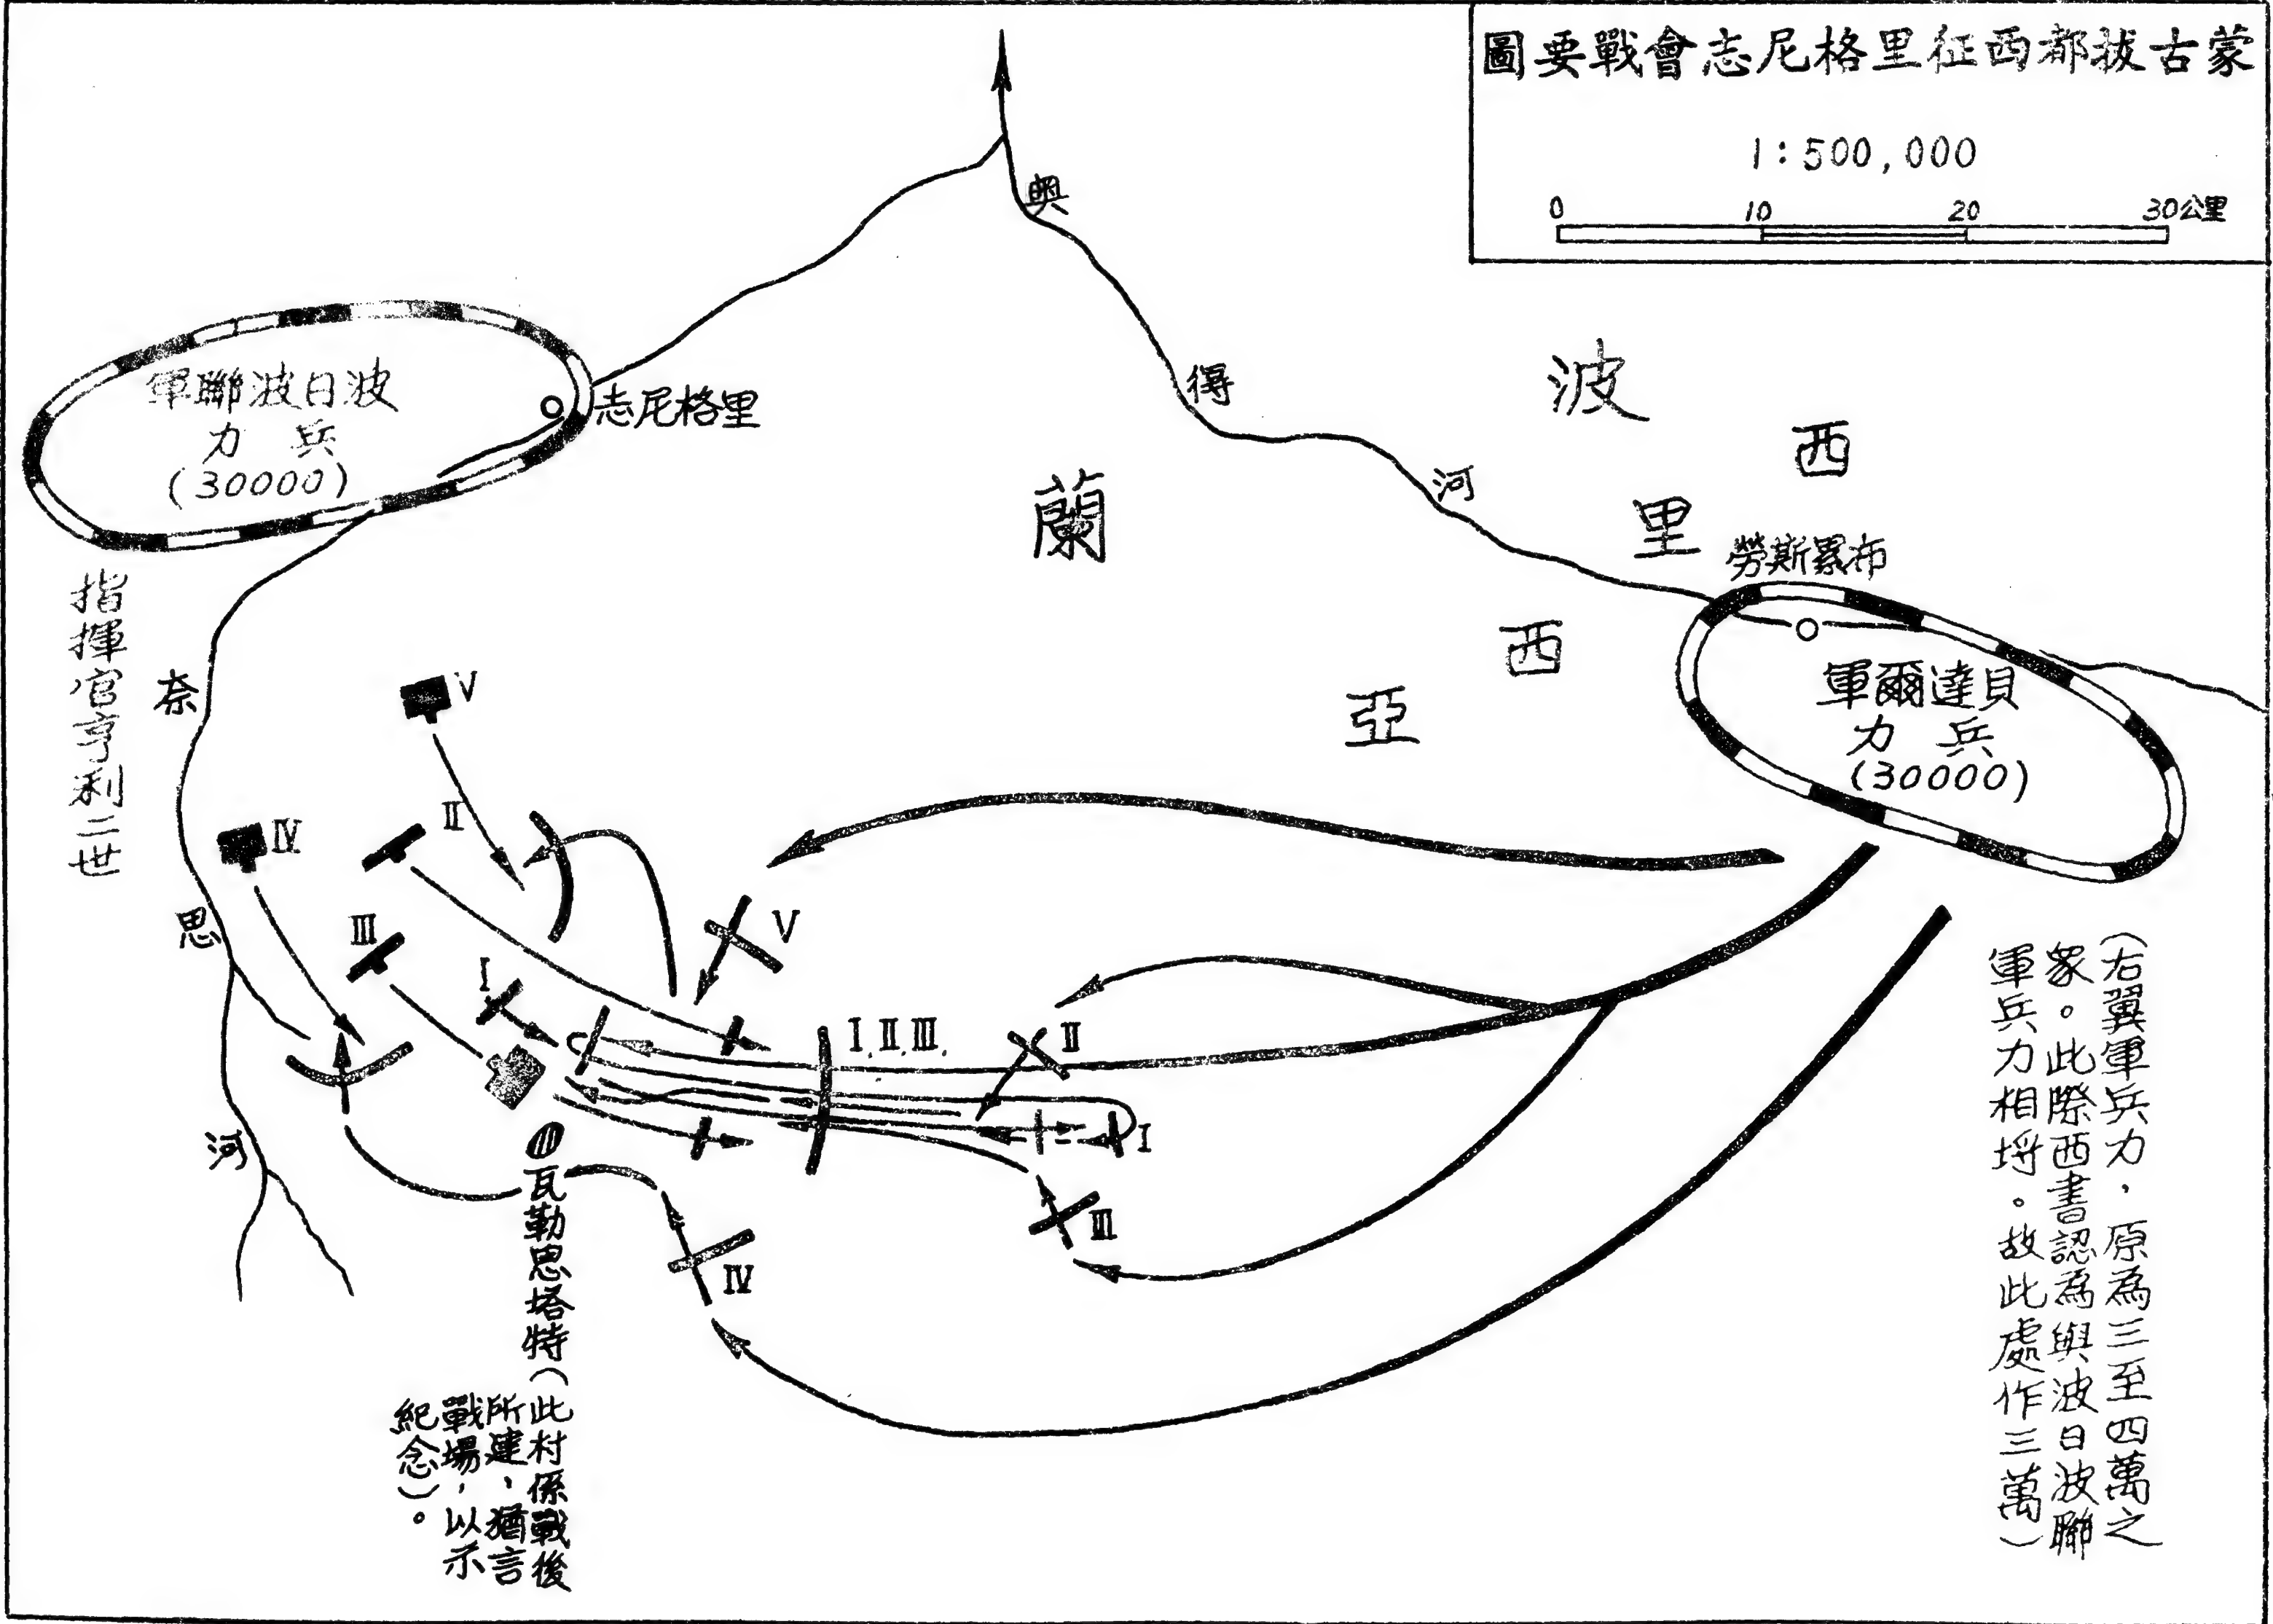 蒙古拔都西征里格尼志會戰要圖
1:500,000
0 10 20 30公里
奧
得
河
波
蘭
西
里
西
亞
波日波聯軍
兵力
(30000)
里格尼志
指揮官亨利二世
布累斯勞
貝達爾軍
兵力
(30000)
(右翼軍兵力，原為三至四萬之
眾。此際西書認為與波日波聯
軍兵力相埒。故此處作三萬)
奈
思
河
V
IV
II
III
I
V
I.II.III.
II
I
III
IV
瓦勒思塔特(此村係戰後
所建，猶言
戰場，以示
紀念)。